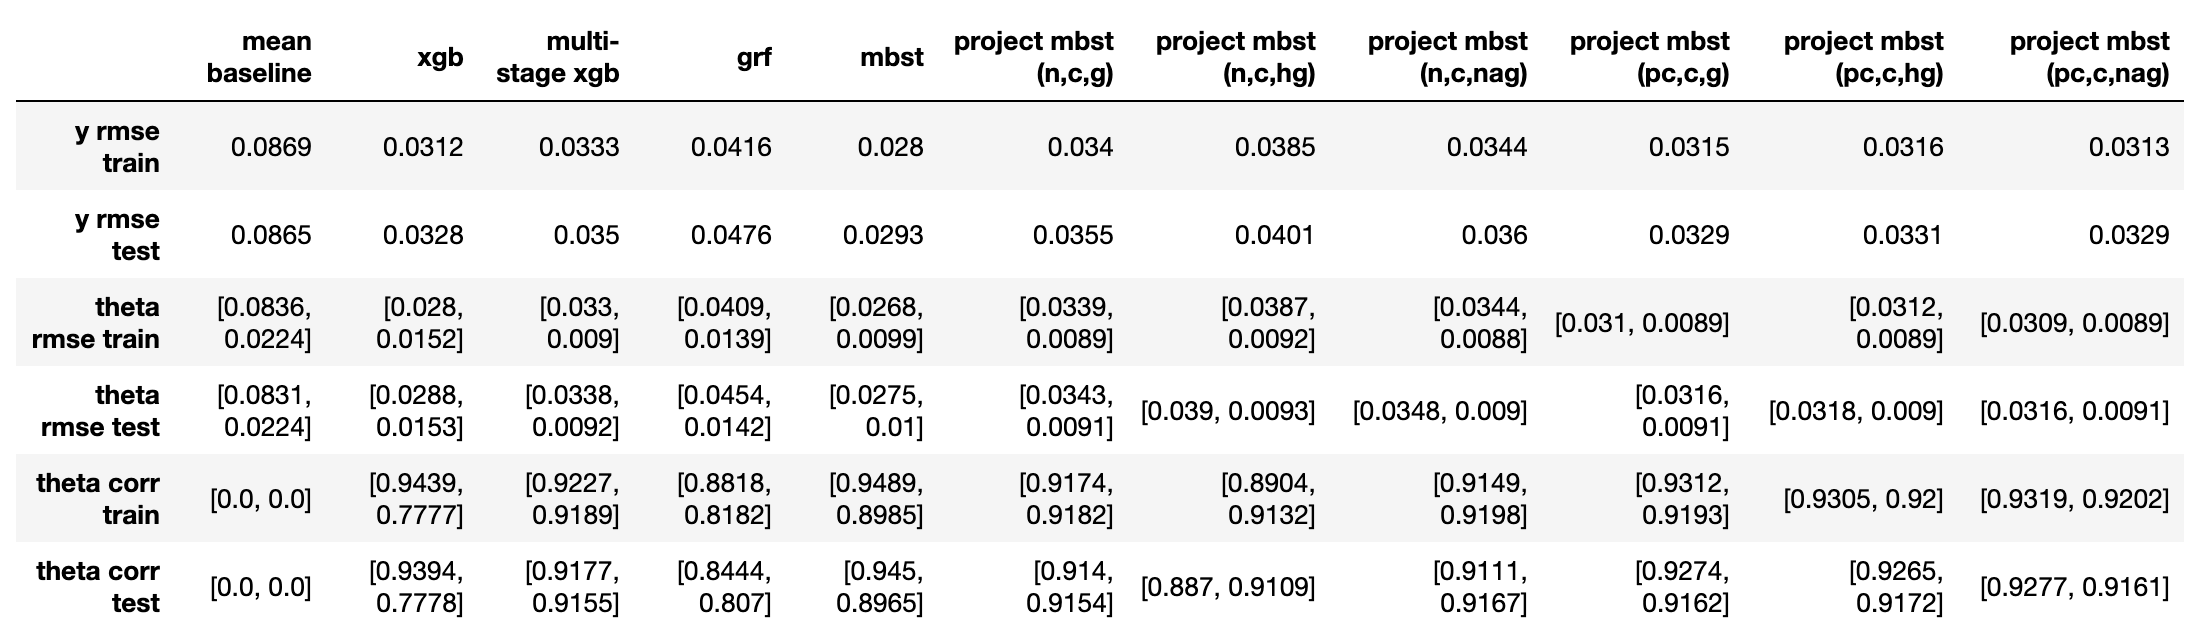 mean baseline xgb multi-stage xgb grf mbst project mbst (n,c,g) project mbst (n,c,hg) project mbst (n,c,nag) project mbst (pc,c,g) project mbst (pc,c,hg) project mbst (pc,c,nag)
y rmse train 0.0869 0.0312 0.0333 0.0416 0.028 0.034 0.0385 0.0344 0.0315 0.0316 0.0313
y rmse test 0.0865 0.0328 0.035 0.0476 0.0293 0.0355 0.0401 0.036 0.0329 0.0331 0.0329
theta rmse train [0.0836, 0.0224] [0.028, 0.0152] [0.033, 0.009] [0.0409, 0.0139] [0.0268, 0.0099] [0.0339, 0.0089] [0.0387, 0.0092] [0.0344, 0.0088] [0.031, 0.0089] [0.0312, 0.0089] [0.0309, 0.0089]
theta rmse test [0.0831, 0.0224] [0.0288, 0.0153] [0.0338, 0.0092] [0.0454, 0.0142] [0.0275, 0.01] [0.0343, 0.0091] [0.039, 0.0093] [0.0348, 0.009] [0.0316, 0.0091] [0.0318, 0.009] [0.0316, 0.0091]
theta corr train [0.0, 0.0] [0.9439, 0.7777] [0.9227, 0.9189] [0.8818, 0.8182] [0.9489, 0.8985] [0.9174, 0.9182] [0.8904, 0.9132] [0.9149, 0.9198] [0.9312, 0.9193] [0.9305, 0.92] [0.9319, 0.9202]
theta corr test [0.0, 0.0] [0.9394, 0.7778] [0.9177, 0.9155] [0.8444, 0.807] [0.945, 0.8965] [0.914, 0.9154] [0.887, 0.9109] [0.9111, 0.9167] [0.9274, 0.9162] [0.9265, 0.9172] [0.9277, 0.9161]